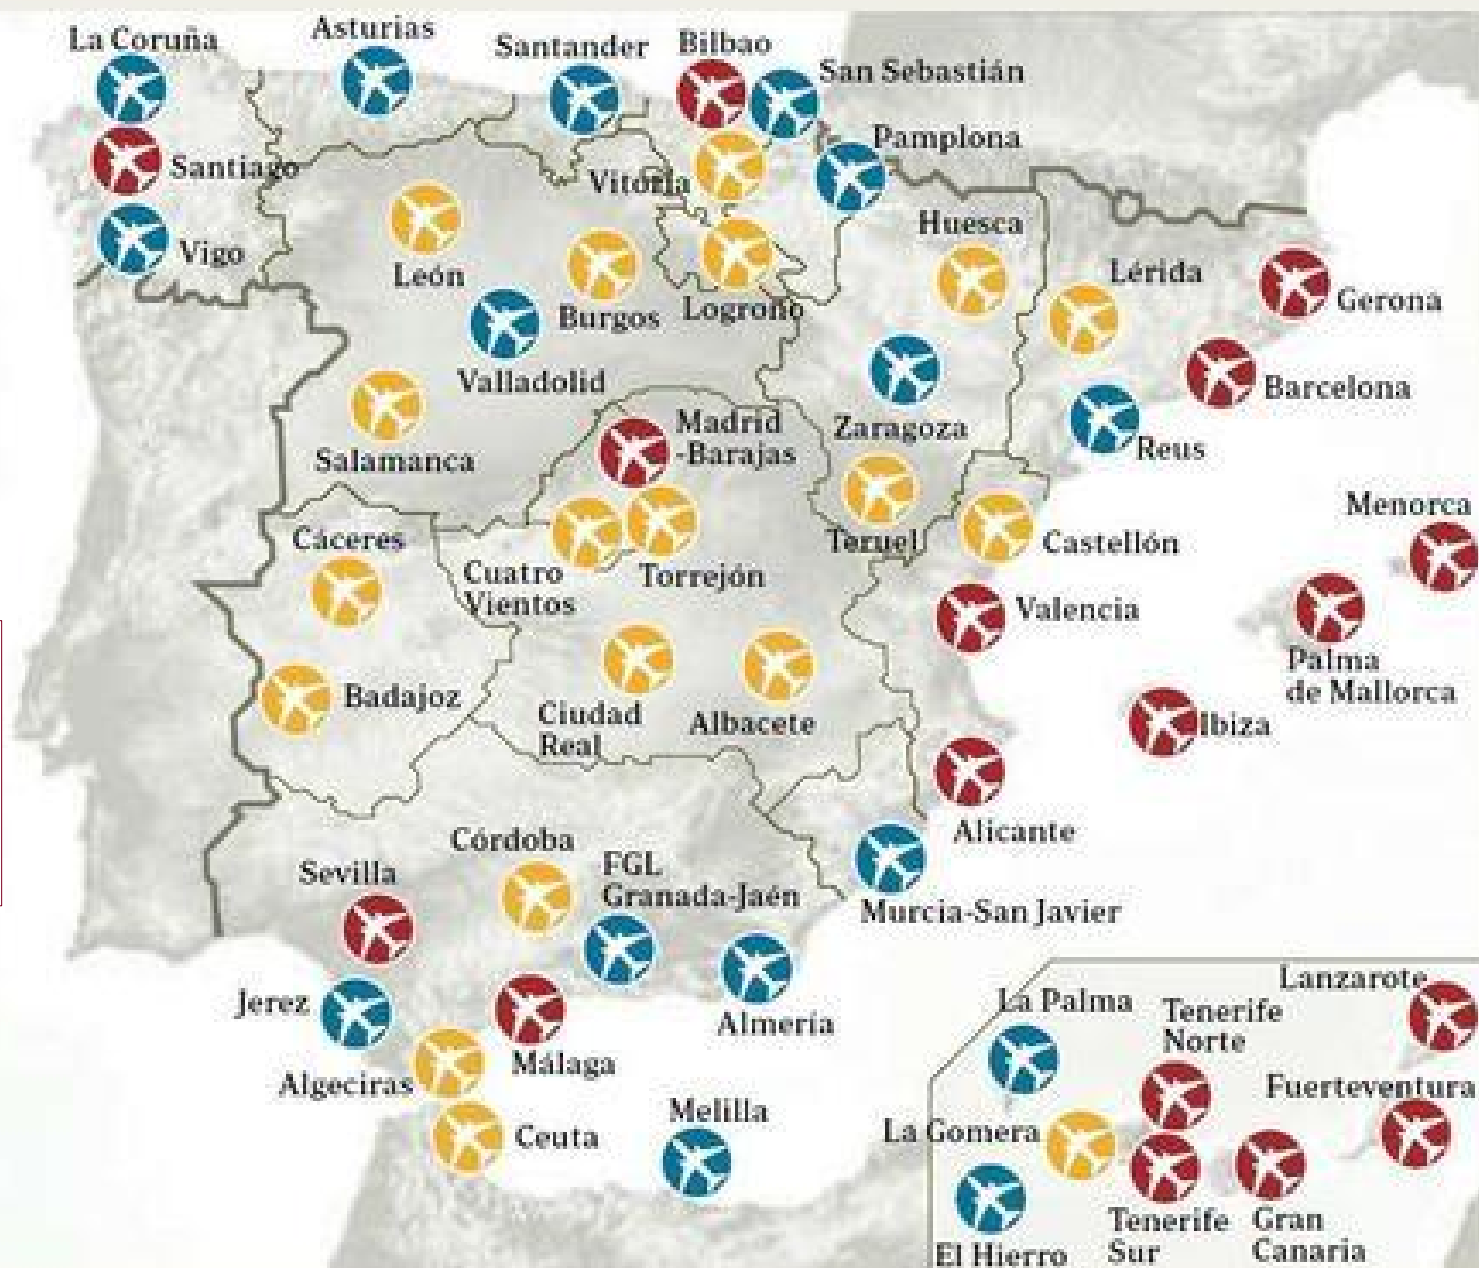 La Coruña
Asturias
Santander
Bilbao
San Sebastián
Pamplona
Santiago
Vitoria
Vigo
Huesca
León
Lérida
Gerona
Burgos
Logroño
Valladolid
Barcelona
Madrid
-Barajas
Zaragoza
Reus
Salamanca
Menorca
Cáceres
Teruel
Castellón
Cuatro
Vientos
Torrejón
Valencia
Palma
de Mallorca
Badajoz
Ciudad
Real
Albacete
Ibiza
Alicante
Córdoba
Sevilla
FGL
Granada-Jaén
Murcia-San Javier
Jerez
Almería
Málaga
Algeciras
Melilla
Ceuta
Lanzarote
La Palma
Tenerife
Norte
Fuerteventura
La Gomera
Tenerife
Sur
Gran
Canaria
El Hierro